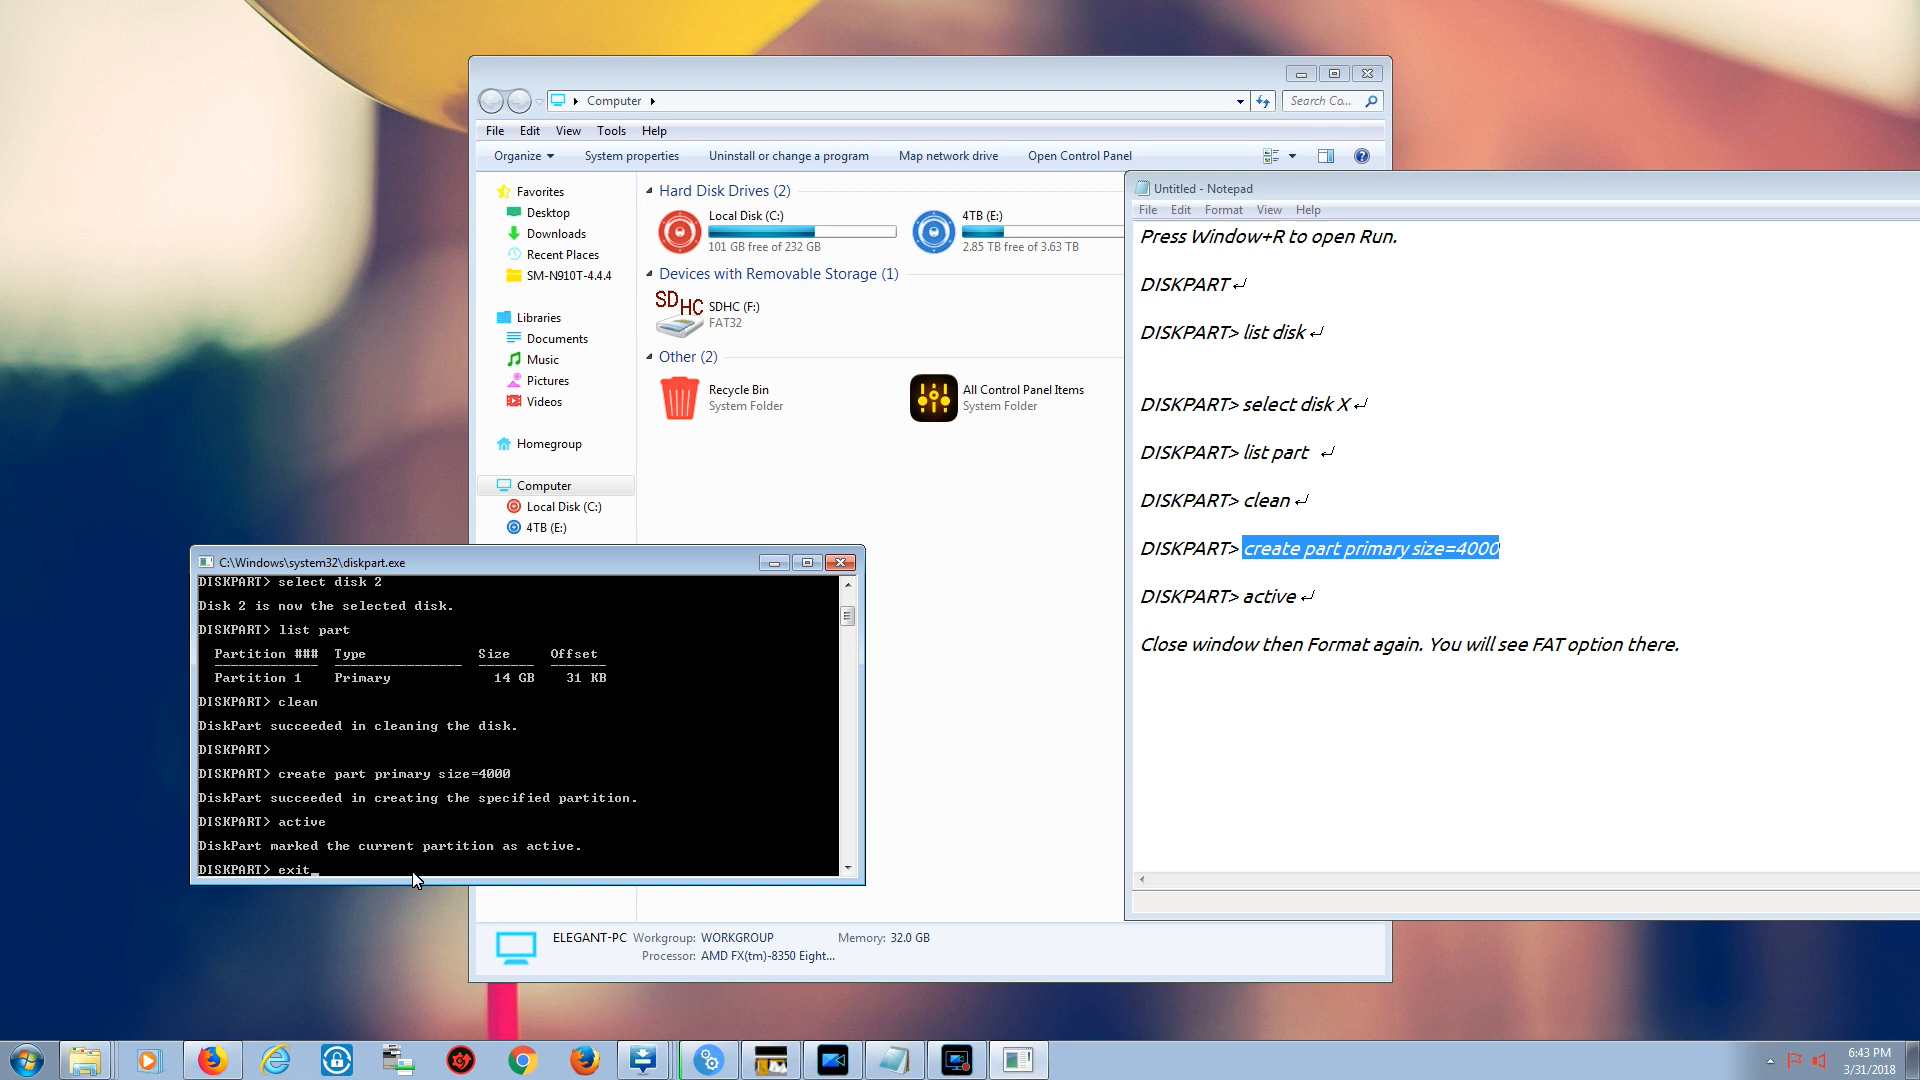 Computer
Search Co...
File Edit View Tools Help
Organize System properties Uninstall or change a program Map network drive Open Control Panel
Favorites
Desktop
Downloads
Recent Places
SM-N910T-4.4.4
Libraries
Documents
Music
Pictures
Videos
Homegroup
Computer
Local Disk (C:)
4TB (E:)
Hard Disk Drives (2)
Local Disk (C:)
101 GB free of 232 GB
4TB (E:)
2.85 TB free of 3.63 TB
Devices with Removable Storage (1)
SDHC
SDHC (F:)
FAT32
Other (2)
Recycle Bin
System Folder
All Control Panel Items
System Folder
ELEGANT-PC Workgroup: WORKGROUP Memory: 32.0 GB
Processor: AMD FX(tm)-8350 Eight...
Untitled - Notepad
File Edit Format View Help
Press Window+R to open Run.
DISKPART ↵
DISKPART> list disk ↵
DISKPART> select disk X ↵
DISKPART> list part ↵
DISKPART> clean ↵
DISKPART> create part primary size=4000
DISKPART> active ↵
Close window then Format again. You will see FAT option there.
C:\Windows\system32\diskpart.exe
DISKPART> select disk 2
Disk 2 is now the selected disk.
DISKPART> list part
Partition ### Type Size Offset
------------- ---------------- ------- -------
Partition 1 Primary 14 GB 31 KB
DISKPART> clean
DiskPart succeeded in cleaning the disk.
DISKPART>
DISKPART> create part primary size=4000
DiskPart succeeded in creating the specified partition.
DISKPART> active
DiskPart marked the current partition as active.
DISKPART> exit_
6:43 PM
3/31/2018